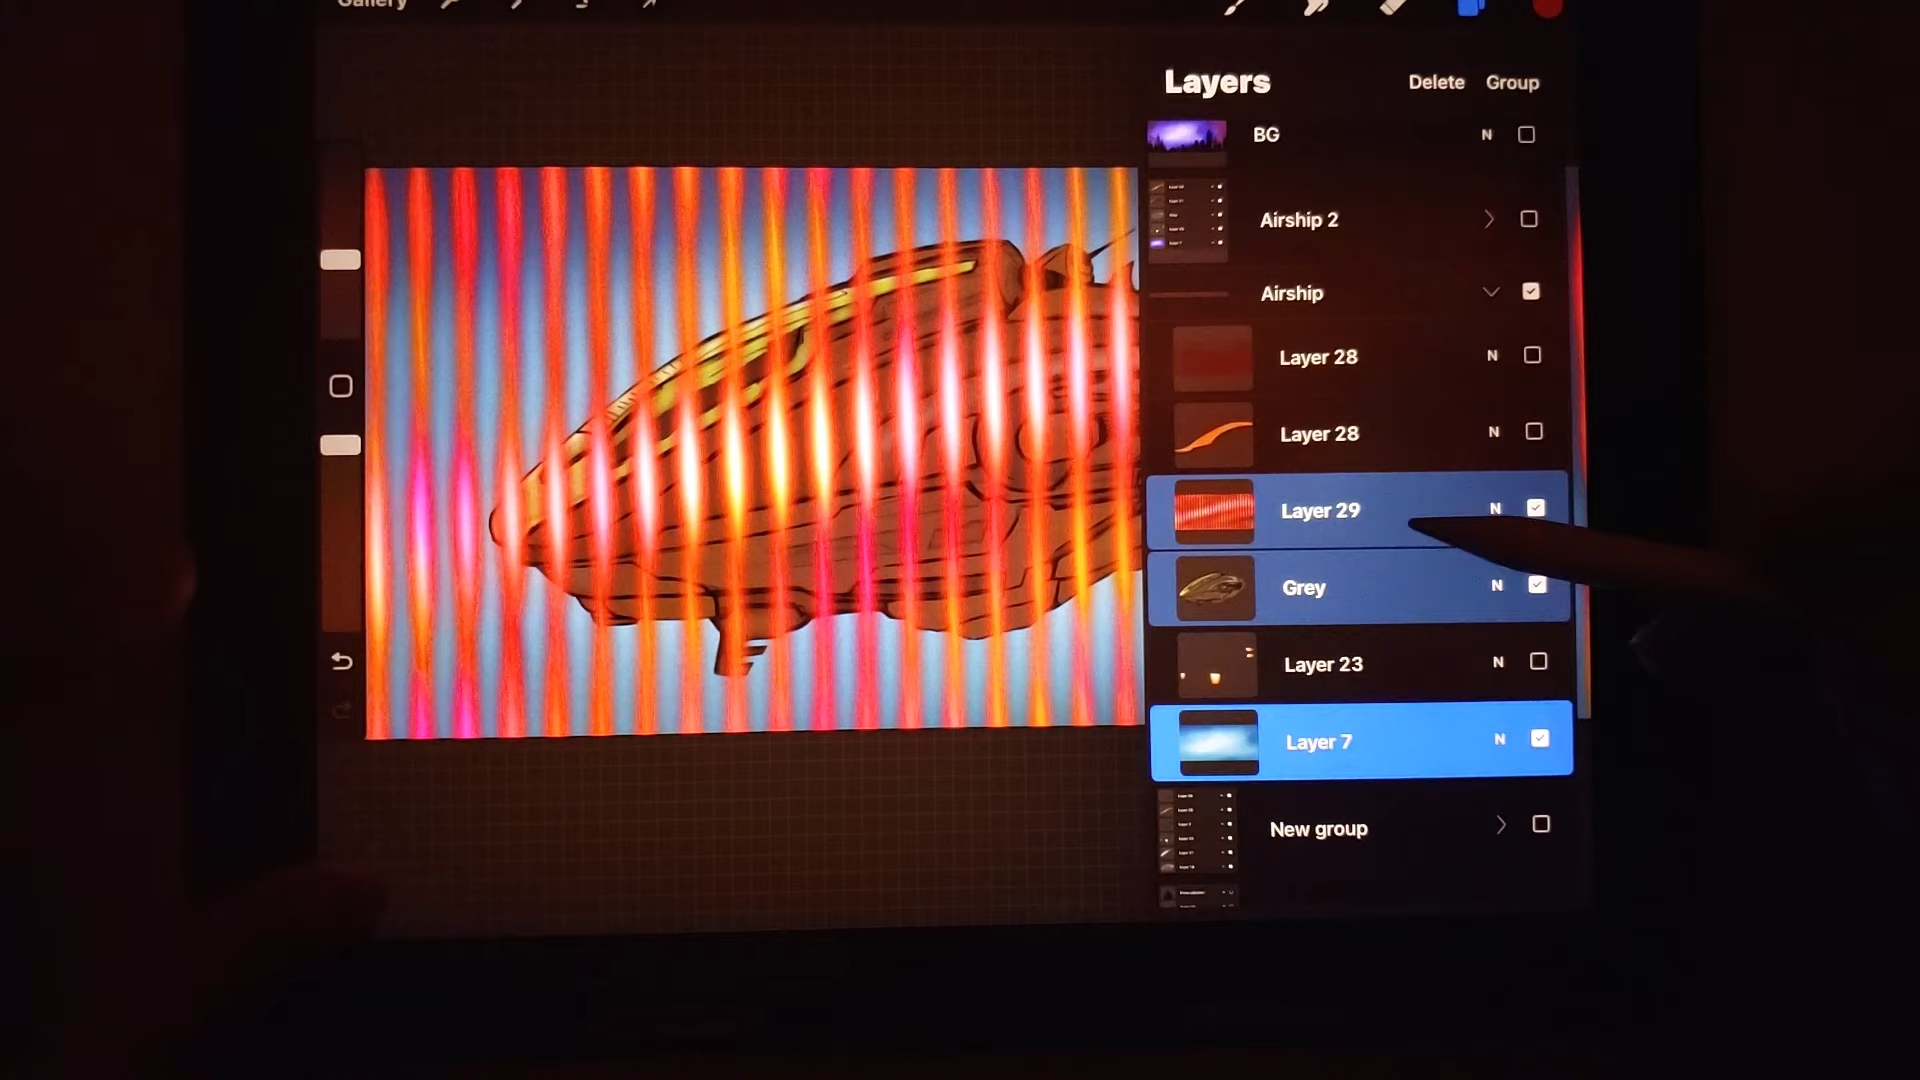 Gallery
Layers Delete Group
BG N
Airship 2
Airship
Layer 28 N
Layer 28 N
Layer 29 N
Grey N
Layer 23 N
Layer 7 N
New group